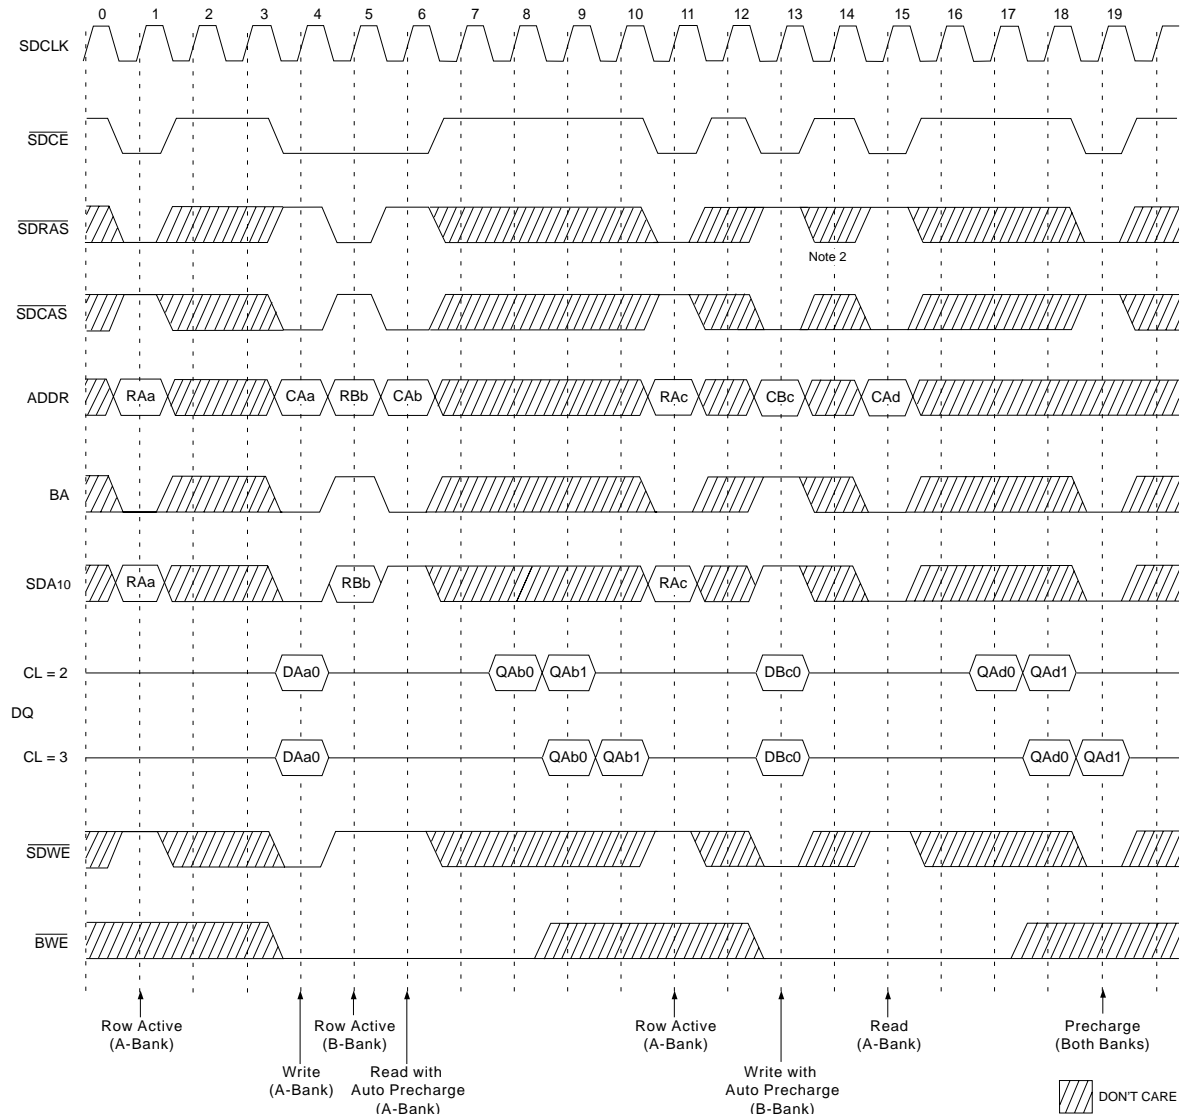 0 1 2 3 4 5 6 7 8 9 10 11 12 13 14 15 16 17 18 19
SDCLK
SDCE
SDRAS
Note 2
SDCAS
ADDR RAa CAa RBb CAb RAc CBc CAd
BA
SDA10 RAa RBb RAc
CL = 2 DAa0 QAb0 QAb1 DBc0 QAd0 QAd1
DQ
CL = 3 DAa0 QAb0 QAb1 DBc0 QAd0 QAd1
SDWE
BWE
Row Active
(A-Bank)
Row Active
(B-Bank)
Row Active
(A-Bank)
Read
(A-Bank)
Precharge
(Both Banks)
Write
(A-Bank)
Read with
Auto Precharge
(A-Bank)
Write with
Auto Precharge
(B-Bank)
DON'T CARE